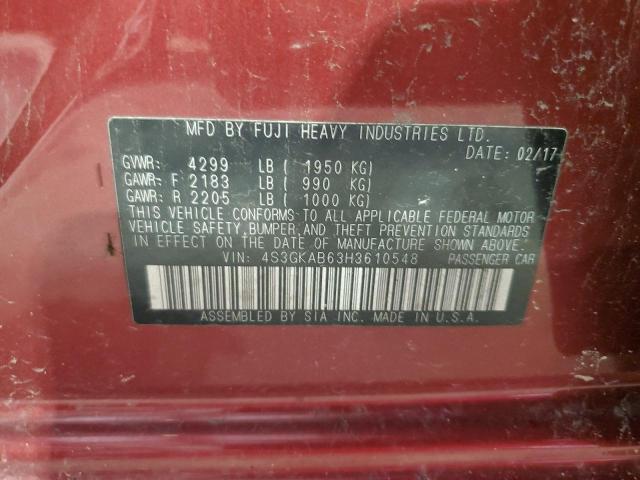 MFD BY FUJI HEAVY INDUSTRIES LTD.
DATE: 02/17
GVWR: 4299 LB ( 1950 KG)
GAWR: F 2183 LB ( 990 KG)
GAWR: R 2205 LB ( 1000 KG)
THIS VEHICLE CONFORMS TO ALL APPLICABLE FEDERAL MOTOR
VEHICLE SAFETY, BUMPER, AND THEFT PREVENTION STANDARDS
IN EFFECT ON THE DATE OF MANUFACTURE SHOWN ABOVE.
VIN: 4S3GKAB63H3610548 PASSENGER CAR
ASSEMBLED BY SIA INC. MADE IN U.S.A.